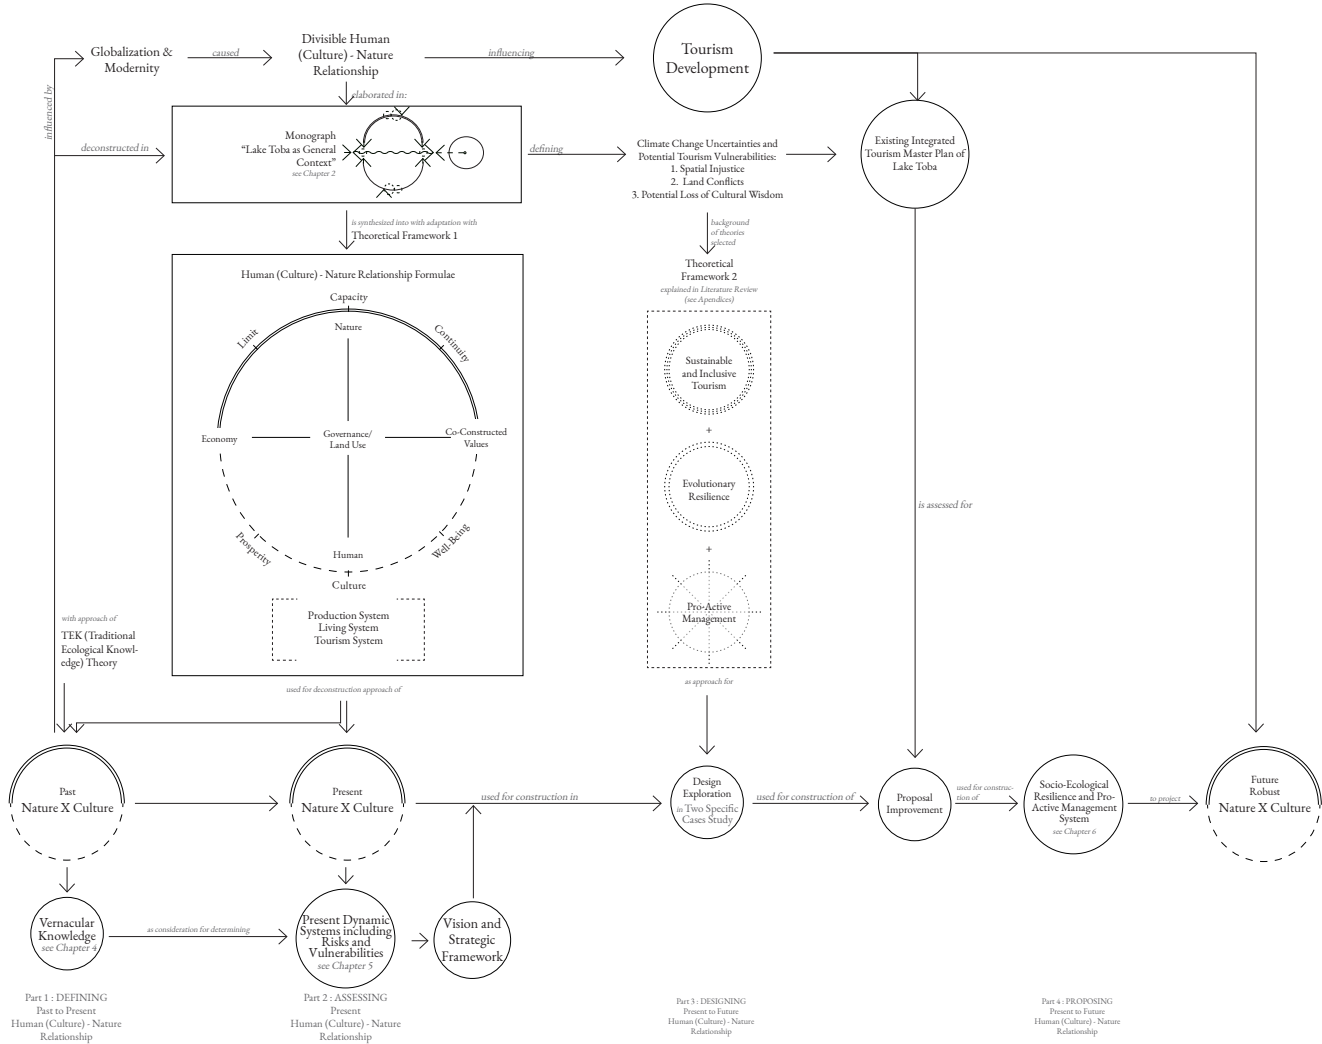 Globalization &
Modernity
caused
Divisible Human
(Culture) - Nature
Relationship
influencing
Tourism
Development
influenced by
elaborated in:
deconstructed in
Monograph
“Lake Toba as General
Context”
see Chapter 2
defining
Climate Change Uncertainties and
Potential Tourism Vulnerabilities:
1. Spatial Injustice
2. Land Conflicts
3. Potential Loss of Cultural Wisdom
Existing Integrated
Tourism Master Plan of
Lake Toba
is synthesized into with adaptation with
Theoretical Framework 1
background
of theories
selected
Theoretical
Framework 2
explained in Literature Review
(see Apendices)
Human (Culture) - Nature Relationship Formulae
Capacity
Limit
Continuity
Nature
Economy
Governance/
Land Use
Co-Constructed
Values
Prosperity
Well-Being
Human
Culture
Production System
Living System
Tourism System
Sustainable
and Inclusive
Tourism
+
Evolutionary
Resilience
+
Pro-Active
Management
is assessed for
with approach of
TEK (Traditional
Ecological Knowl-
edge) Theory
used for deconstruction approach of
as approach for
Past
Nature X Culture
Present
Nature X Culture
used for construction in
Design
Exploration
in Two Specific
Cases Study
used for construction of
Proposal
Improvement
used for construc-
tion of
Socio-Ecological
Resilience and Pro-
Active Management
System
see Chapter 6
to project
Future
Robust
Nature X Culture
Vernacular
Knowledge
see Chapter 4
as consideration for determining
Present Dynamic
Systems including
Risks and
Vulnerabilities
see Chapter 5
Vision and
Strategic
Framework
Part 1 : DEFINING
Past to Present
Human (Culture) - Nature
Relationship
Part 2 : ASSESSING
Present
Human (Culture) - Nature
Relationship
Part 3 : DESIGNING
Present to Future
Human (Culture) - Nature
Relationship
Part 4 : PROPOSING
Present to Future
Human (Culture) - Nature
Relationship